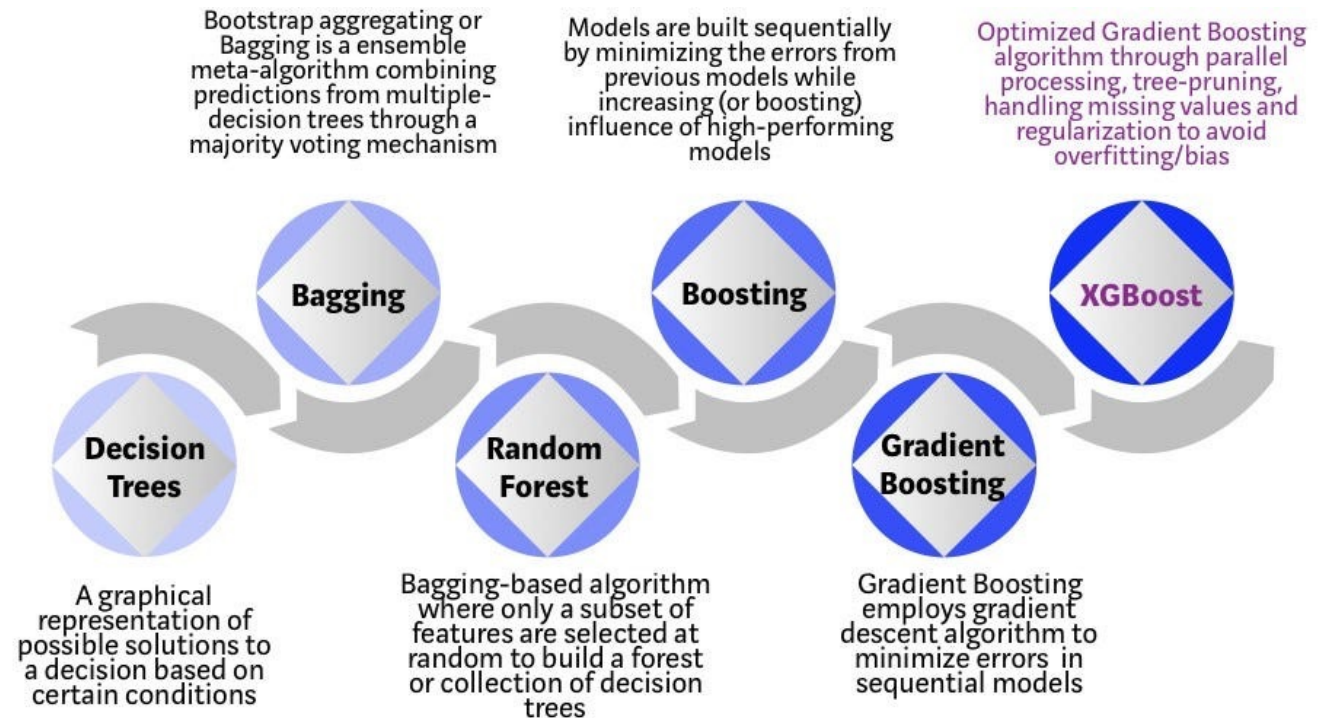 Bootstrap aggregating or
Bagging is a ensemble
meta-algorithm combining
predictions from multiple-
decision trees through a
majority voting mechanism
Models are built sequentially
by minimizing the errors from
previous models while
increasing (or boosting)
influence of high-performing
models
Optimized Gradient Boosting
algorithm through parallel
processing, tree-pruning,
handling missing values and
regularization to avoid
overfitting/bias
Bagging
Boosting
XGBoost
Decision
Trees
Random
Forest
Gradient
Boosting
A graphical
representation of
possible solutions to
a decision based on
certain conditions
Bagging-based algorithm
where only a subset of
features are selected at
random to build a forest
or collection of decision
trees
Gradient Boosting
employs gradient
descent algorithm to
minimize errors in
sequential models